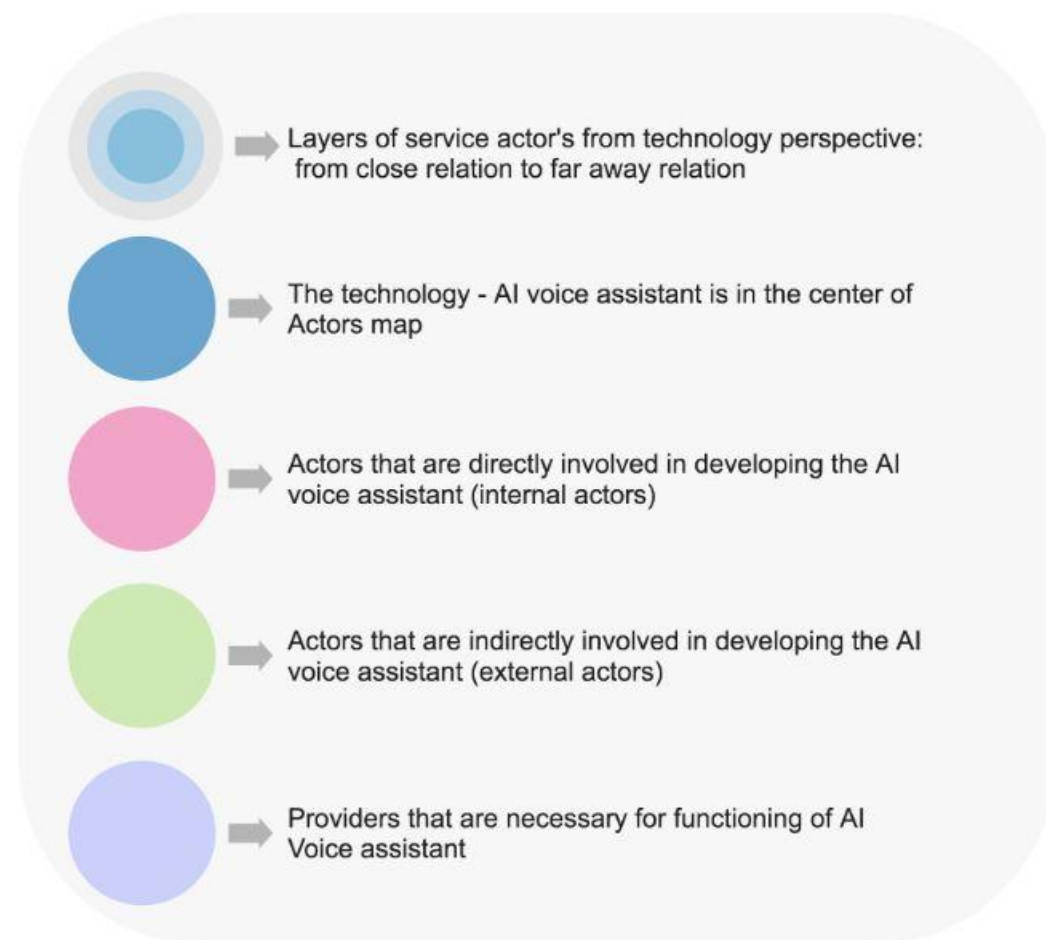 Layers of service actor's from technology perspective:
from close relation to far away relation
The technology - AI voice assistant is in the center of
Actors map
Actors that are directly involved in developing the AI
voice assistant (internal actors)
Actors that are indirectly involved in developing the AI
voice assistant (external actors)
Providers that are necessary for functioning of AI
Voice assistant